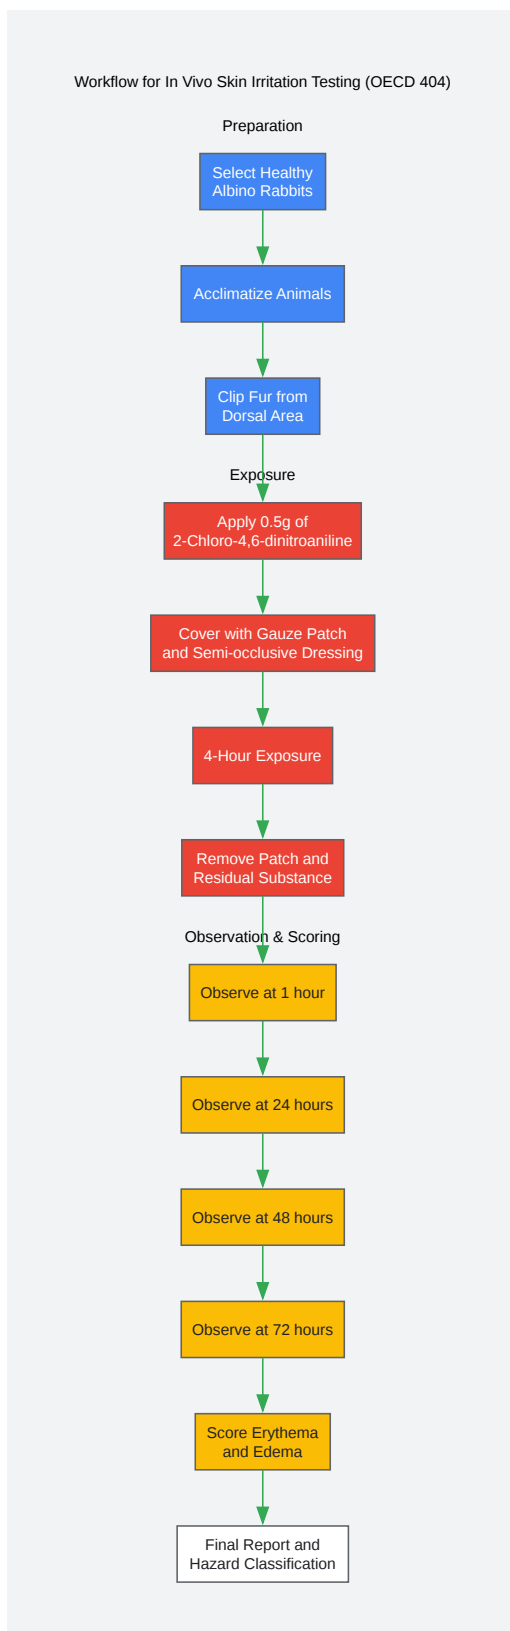 Workflow for In Vivo Skin Irritation Testing (OECD 404)
Preparation
Select Healthy
Albino Rabbits
Acclimatize Animals
Clip Fur from
Dorsal Area
Exposure
Apply 0.5g of
2-Chloro-4,6-dinitroaniline
Cover with Gauze Patch
and Semi-occlusive Dressing
4-Hour Exposure
Remove Patch and
Residual Substance
Observation & Scoring
Observe at 1 hour
Observe at 24 hours
Observe at 48 hours
Observe at 72 hours
Score Erythema
and Edema
Final Report and
Hazard Classification